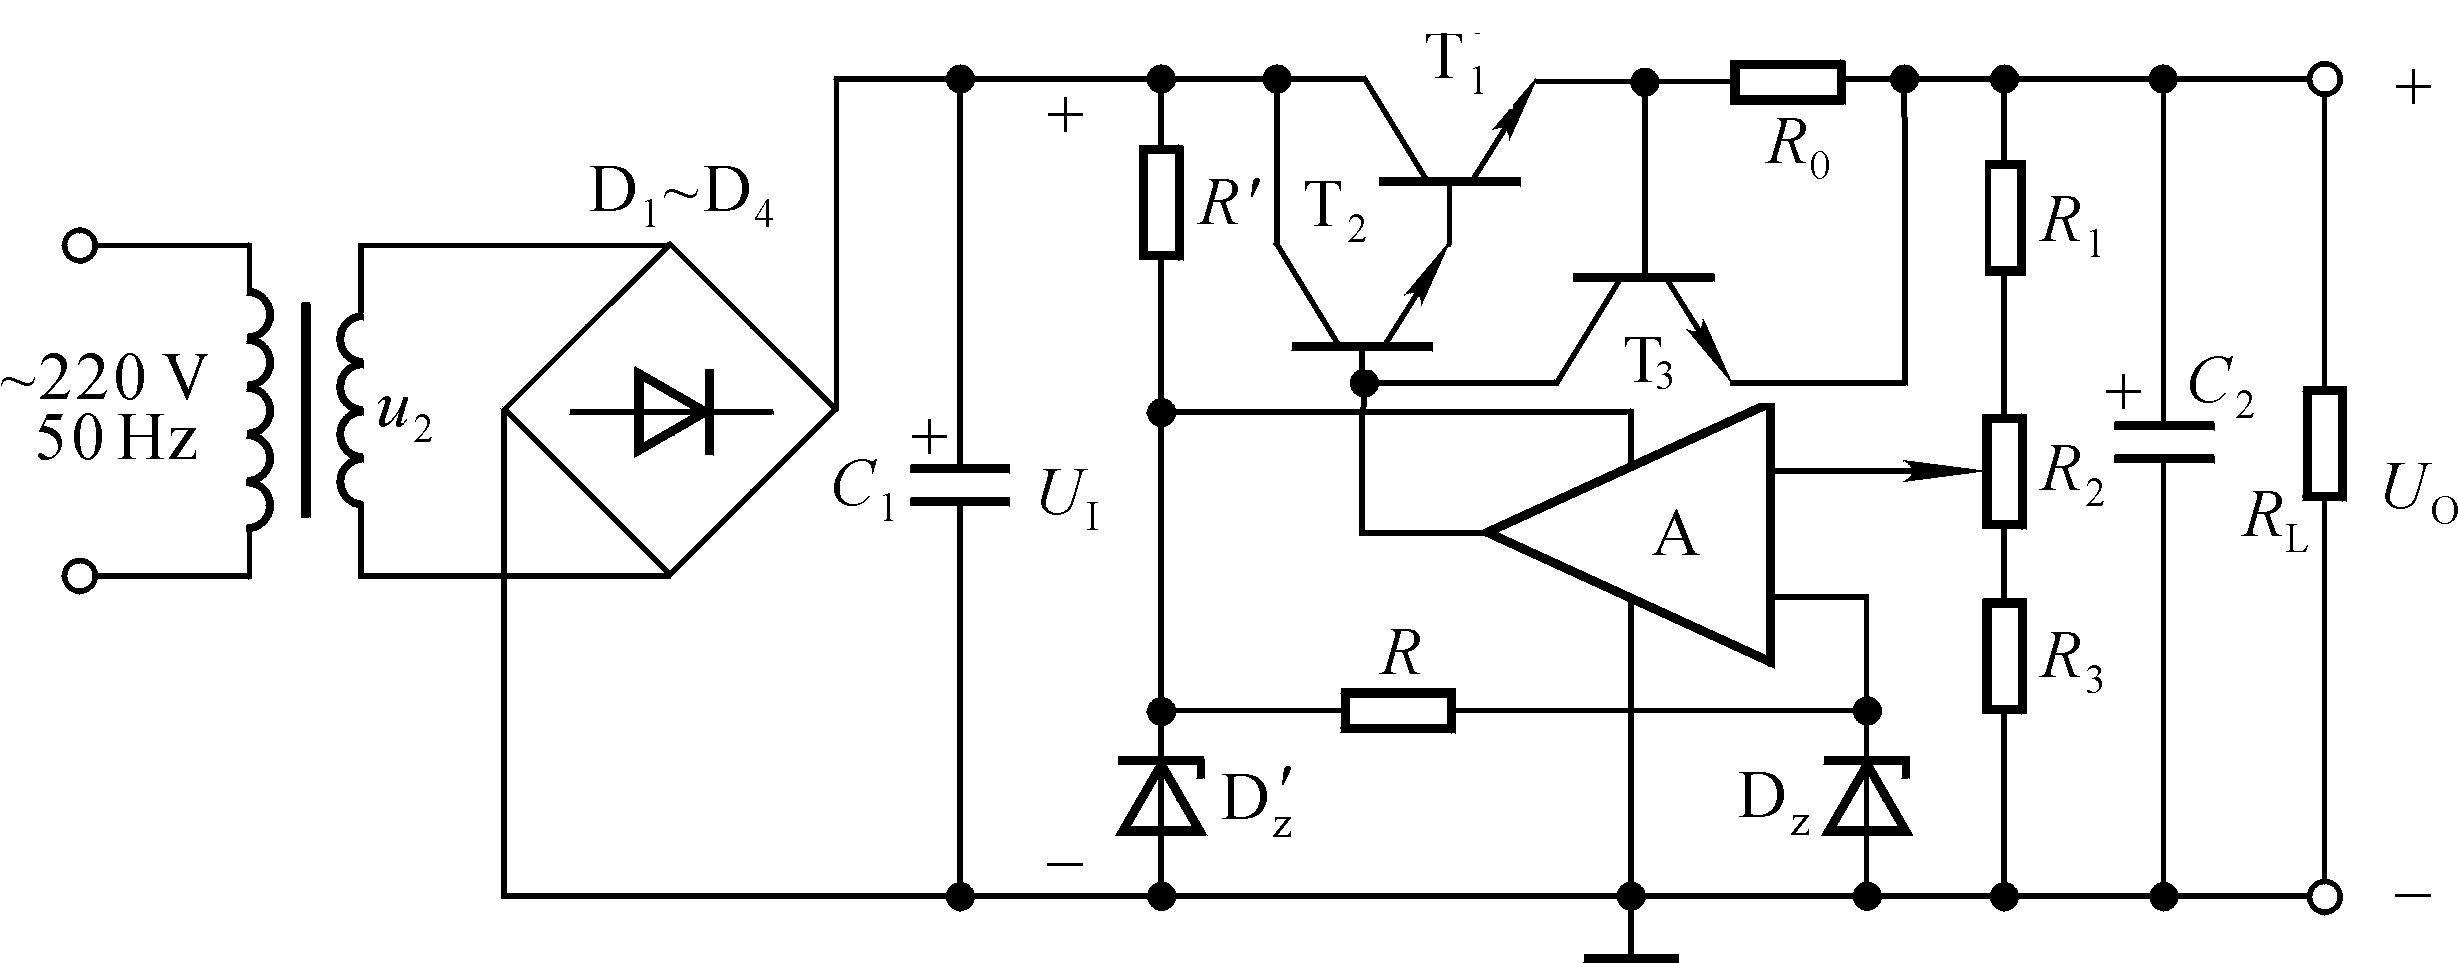 ~220 V
50 Hz
u2
D1~D4
+
C1
+
UI
−
R′
T1
T2
T3
R0
R1
R2
R3
A
R
D′z
Dz
+
C2
RL
+
UO
−